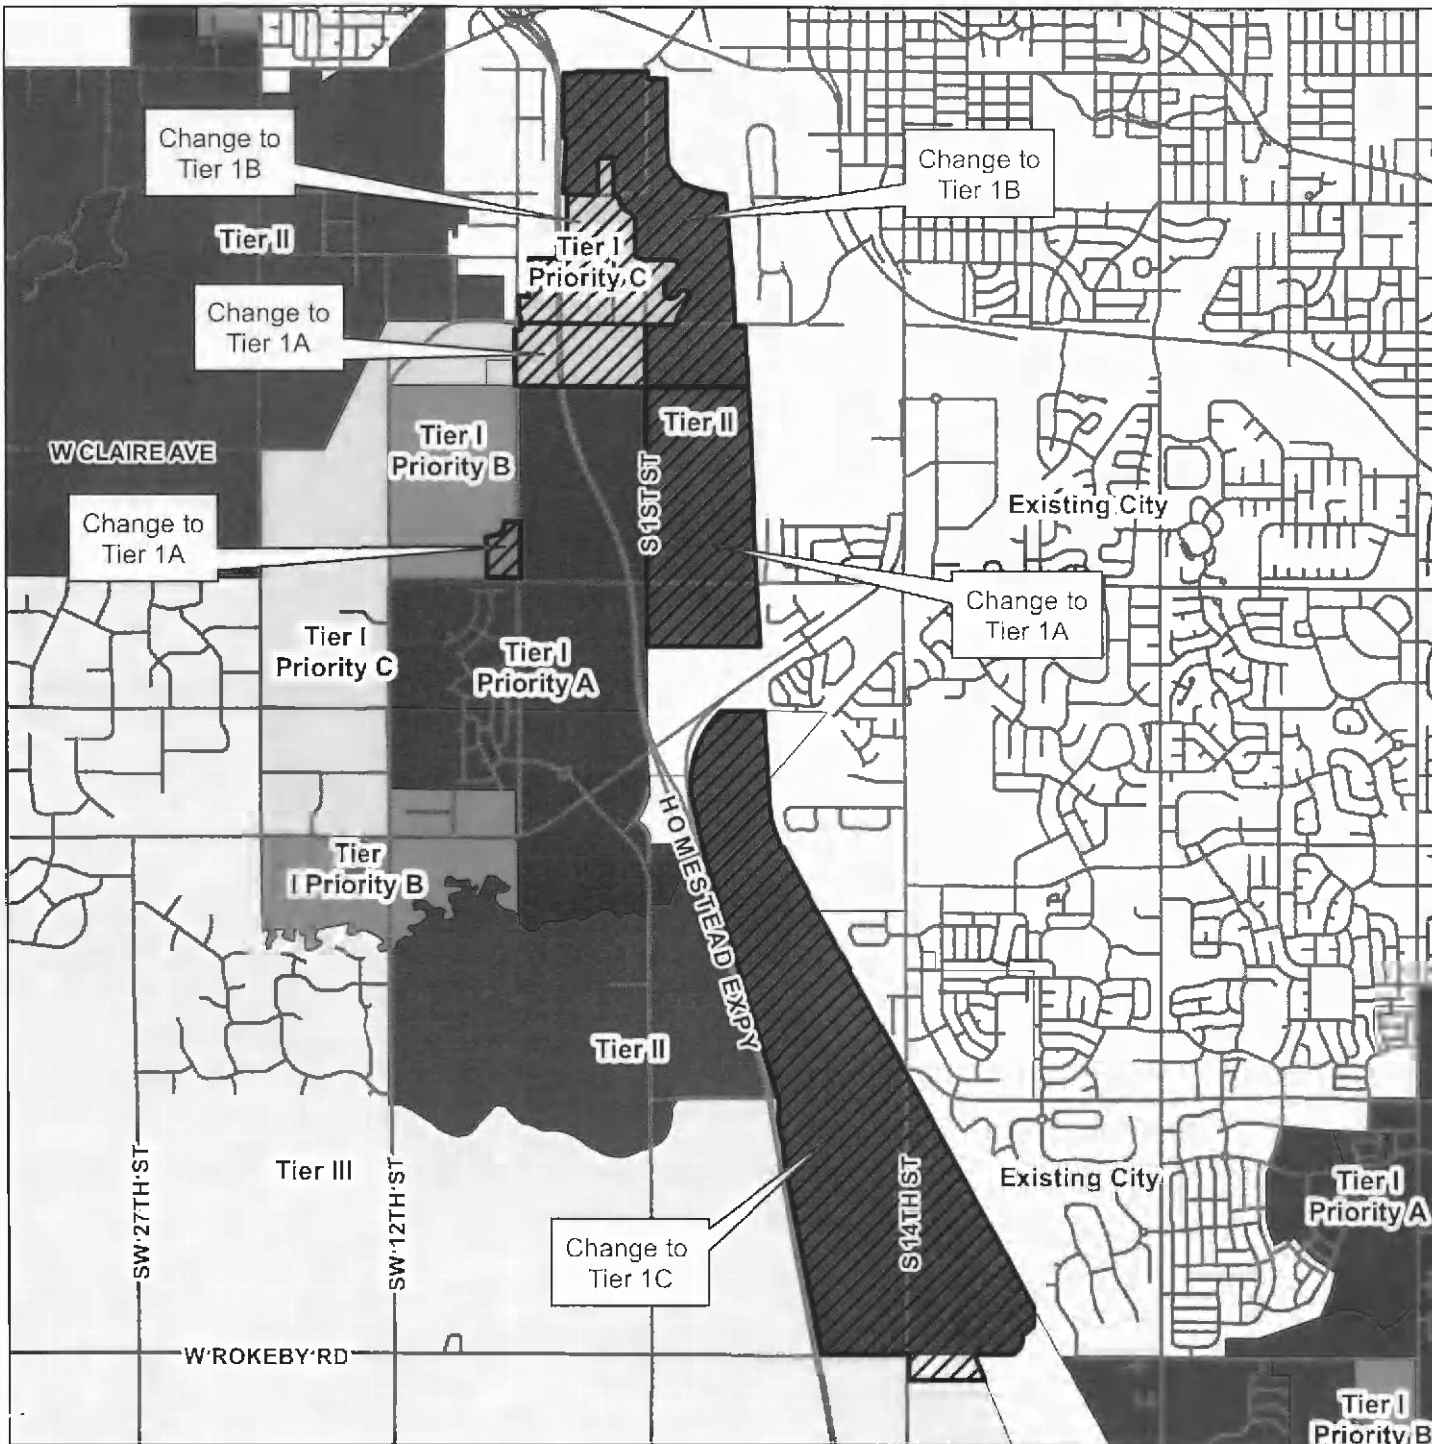 Change to
Tier 1B
Change to
Tier 1B
Tier II
Tier I
Priority C
Change to
Tier 1A
W CLAIRE AVE
Tier I
Priority B
Tier II
S 1ST ST
Existing City
Change to
Tier 1A
Change to
Tier 1A
Tier I
Priority C
Tier I
Priority A
HOMESTEAD EXPY
Tier
I Priority B
Tier II
Tier III
SW 27TH ST
SW 12TH ST
S 14TH ST
Existing City
Tier I
Priority A
Change to
Tier 1C
W ROKEBY RD
Tier I
Priority B